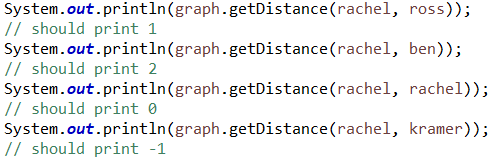 System.out.println(graph.getDistance(rachel, ross));
// should print 1
System.out.println(graph.getDistance(rachel, ben));
// should print 2
System.out.println(graph.getDistance(rachel, rachel));
// should print 0
System.out.println(graph.getDistance(rachel, kramer));
// should print -1